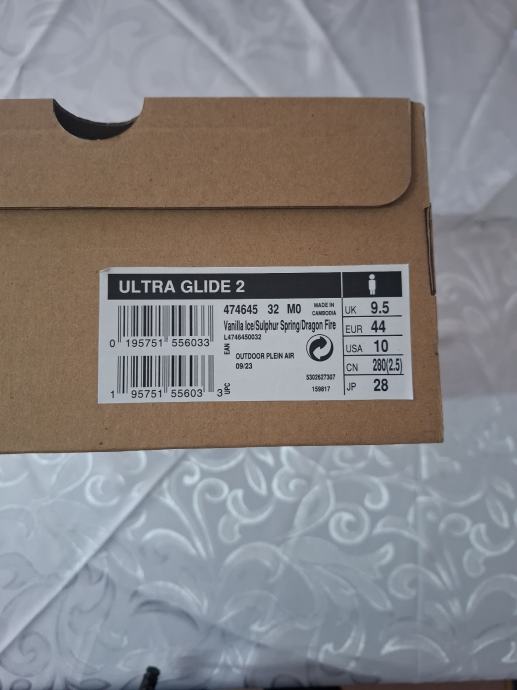 ULTRA GLIDE 2
474645 32 M0 MADE IN CAMBODIA
Vanilla Ice/Sulphur Spring/Dragon Fire
L4746450032
0 195751 556033 EAN
OUTDOOR PLEIN AIR
09/23
1 95751 55603 3 UPC
5302627307
159817
UK 9.5
EUR 44
USA 10
CN 280(2.5)
JP 28